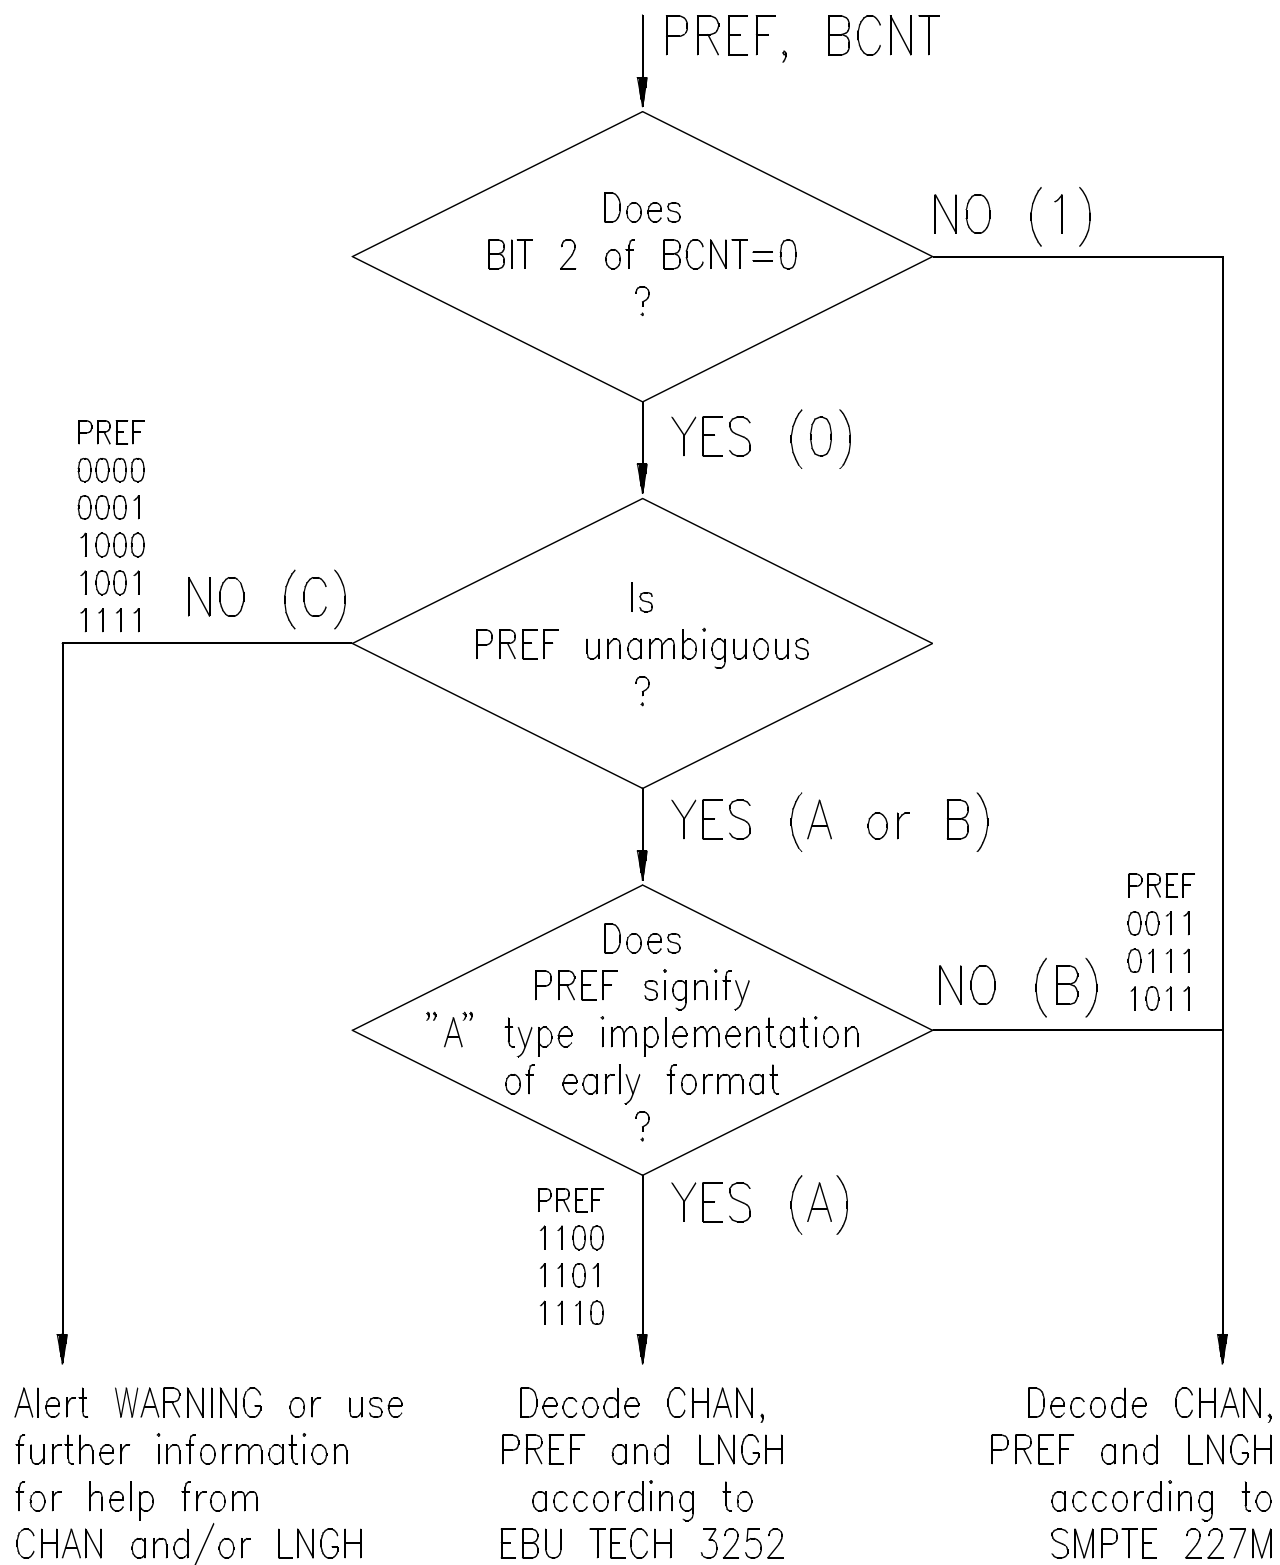 PREF, BCNT
Does
BIT 2 of BCNT=0
?
NO (1)
YES (0)
PREF
0000
0001
1000
1001
1111
NO (C)
Is
PREF unambiguous
?
YES (A or B)
Does
PREF signify
"A" type implementation
of early format
?
NO (B)
PREF
0011
0111
1011
YES (A)
PREF
1100
1101
1110
Alert WARNING or use
further information
for help from
CHAN and/or LNGH
Decode CHAN,
PREF and LNGH
according to
EBU TECH 3252
Decode CHAN,
PREF and LNGH
according to
SMPTE 227M